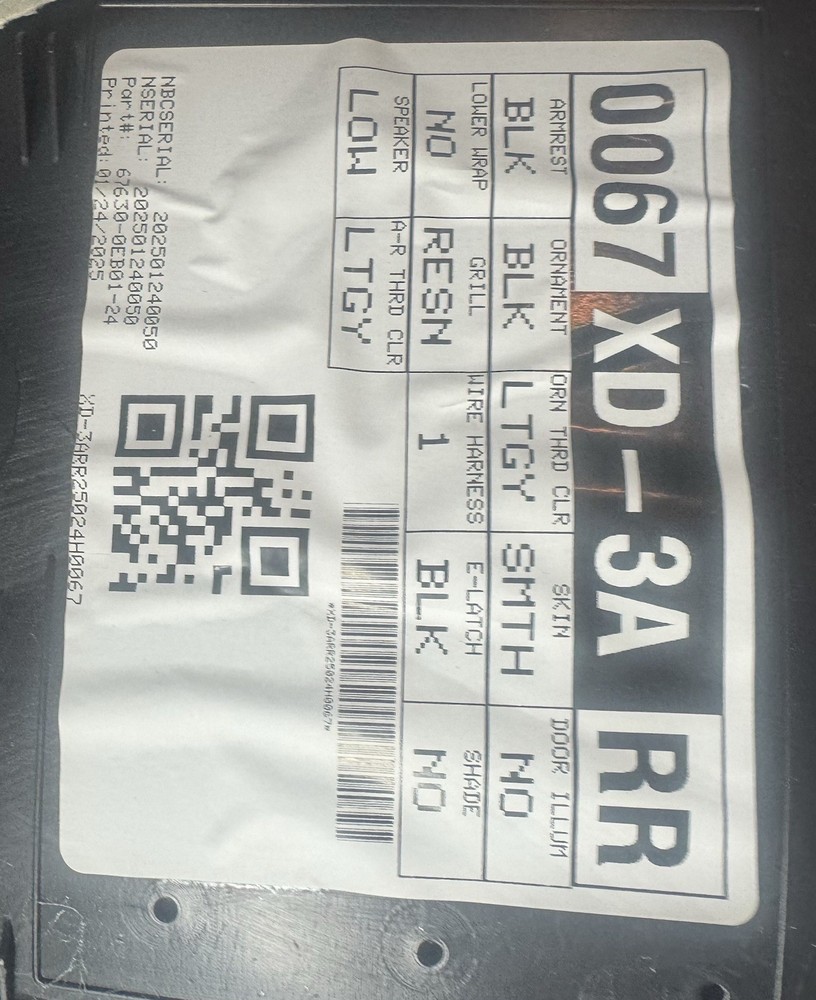 0067 XD-3A RR
ARMREST ORNAMENT ORN THRD CLR SKIN DOOR ILLUM
BLK BLK LTGY SMTH NO
LOWER WRAP GRILL WIRE HARNESS E-LATCH SHADE
NO RESN 1 BLK NO
SPEAKER A-R THRD CLR
LOW LTGY
*XD-3ARR25024H0067*
NBCSERIAL: 202501240050
NSERIAL: 202501240050
Part#: 67630-0EB01-24
Printed: 01/24/2025
XD-3ARR25024H0067